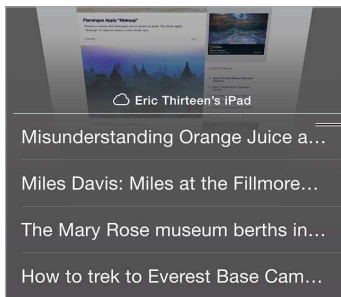 Flamingos Apply "Makeup"
Eric Thirteen's iPad
Misunderstanding Orange Juice a...
Miles Davis: Miles at the Fillmore...
The Mary Rose museum berths in...
How to trek to Everest Base Cam...